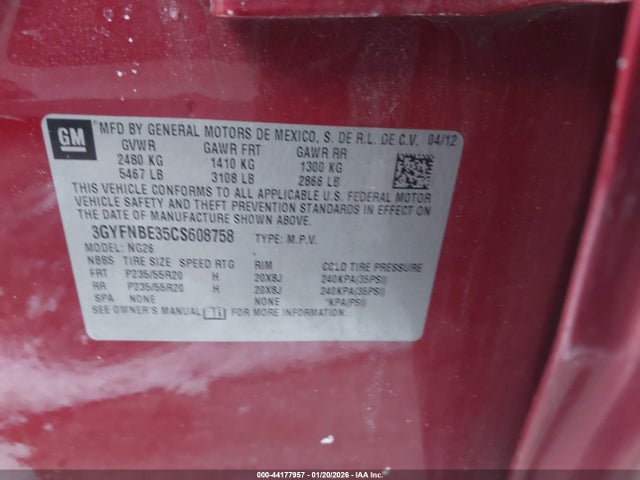 GM
MFD BY GENERAL MOTORS DE MEXICO, S. DE R.L. DE C.V. 04/12
GVWR GAWR FRT GAWR RR
2480 KG 1410 KG 1300 KG
5467 LB 3108 LB 2866 LB
THIS VEHICLE CONFORMS TO ALL APPLICABLE U.S. FEDERAL MOTOR
VEHICLE SAFETY AND THEFT PREVENTION STANDARDS IN EFFECT ON
THE DATE OF MANUFACTURE SHOWN ABOVE.
3GYFNBE35CS608758 TYPE: M.P.V.
MODEL: NG26
NBBS TIRE SIZE SPEED RTG RIM COLD TIRE PRESSURE
FRT P235/55R20 H 20X8J 240KPA(35PSI)
RR P235/55R20 H 20X8J 240KPA(35PSI)
SPA NONE NONE *KPA(PSI)
SEE OWNER'S MANUAL FOR MORE INFORMATION.
000-44177957 - 01/20/2026 - IAAI.CA